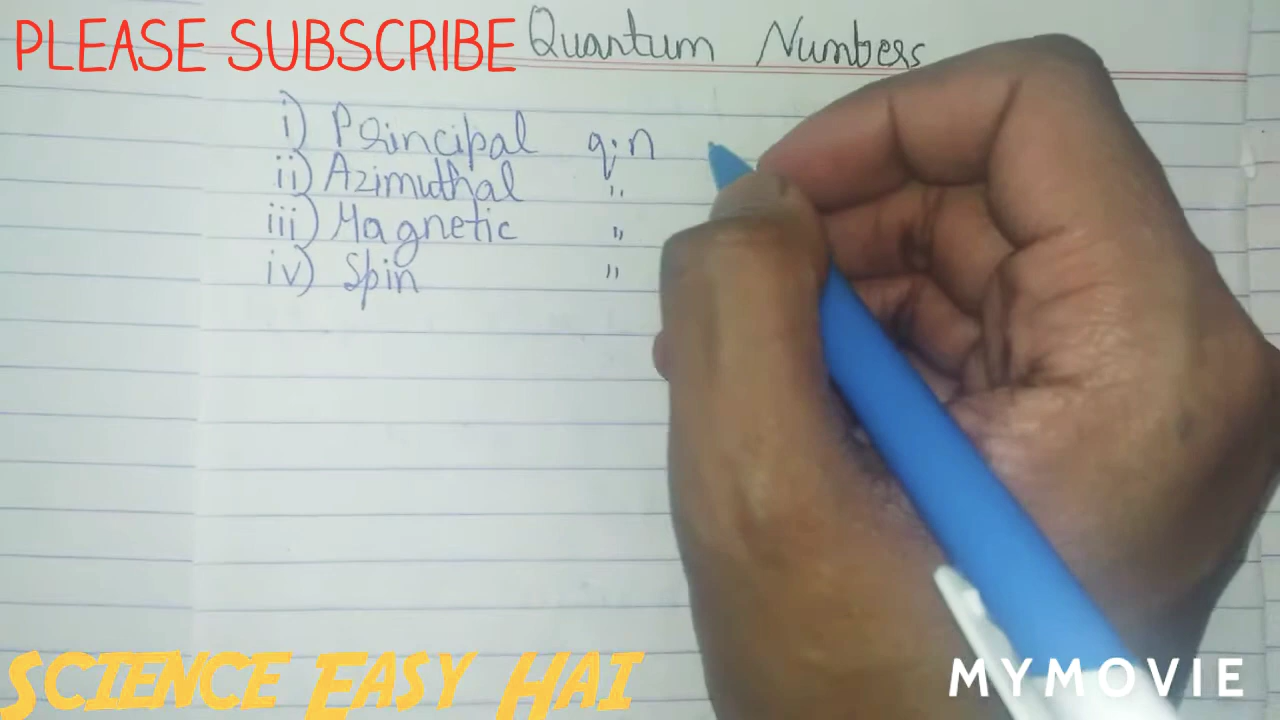 PLEASE SUBSCRIBE Quantum Numbers
i) Principal q.n
ii) Azimuthal "
iii) Magnetic "
iv) Spin "
SCIENCE EASY HAI
MYMOVIE